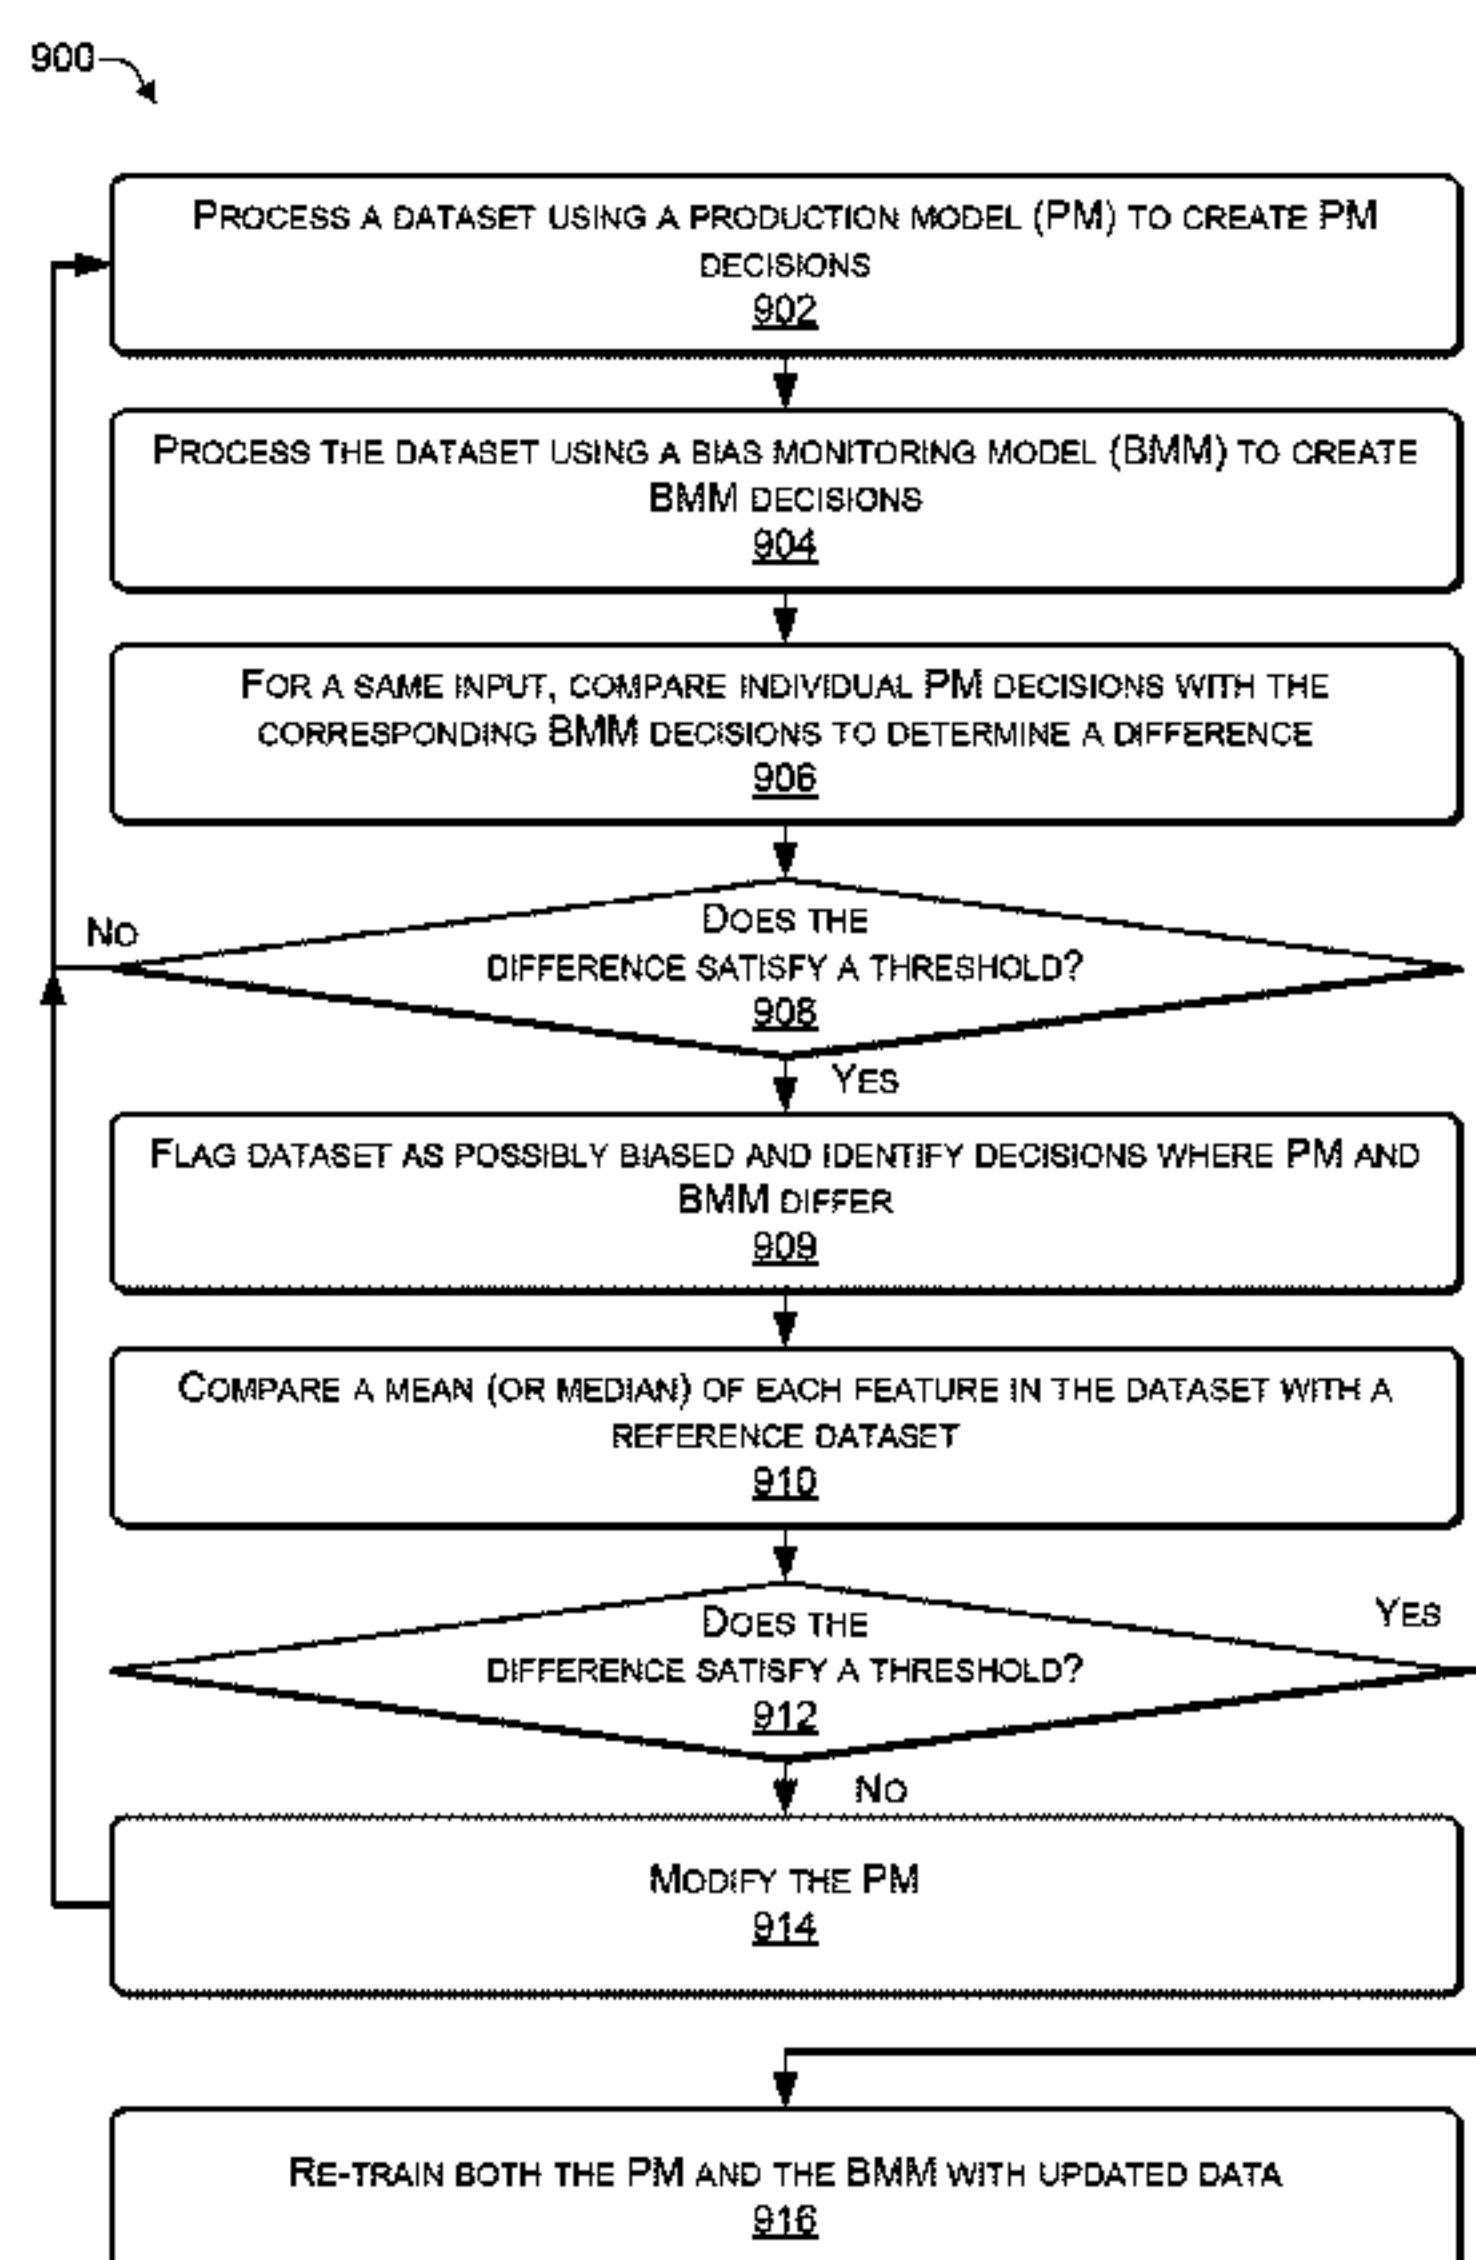 900
PROCESS A DATASET USING A PRODUCTION MODEL (PM) TO CREATE PM
DECISIONS
902
PROCESS THE DATASET USING A BIAS MONITORING MODEL (BMM) TO CREATE
BMM DECISIONS
904
FOR A SAME INPUT, COMPARE INDIVIDUAL PM DECISIONS WITH THE
CORRESPONDING BMM DECISIONS TO DETERMINE A DIFFERENCE
906
NO
DOES THE
DIFFERENCE SATISFY A THRESHOLD?
908
YES
FLAG DATASET AS POSSIBLY BIASED AND IDENTIFY DECISIONS WHERE PM AND
BMM DIFFER
909
COMPARE A MEAN (OR MEDIAN) OF EACH FEATURE IN THE DATASET WITH A
REFERENCE DATASET
910
DOES THE
DIFFERENCE SATISFY A THRESHOLD?
912
YES
NO
MODIFY THE PM
914
RE-TRAIN BOTH THE PM AND THE BMM WITH UPDATED DATA
916